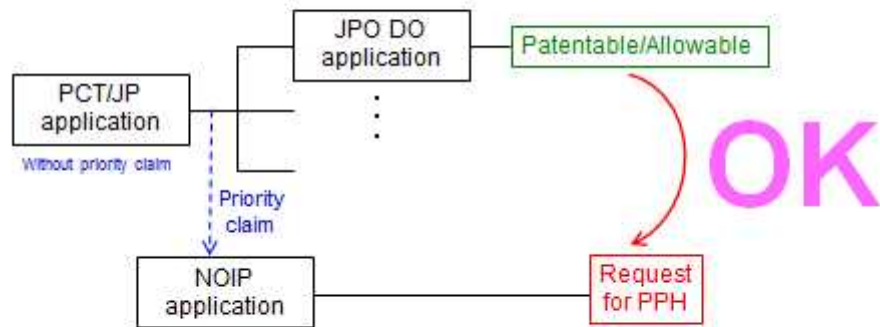 JPO DO
application
Patentable/Allowable
PCT/JP
application
Without priority claim
OK
Priority
claim
NOIP
application
Request
for PPH